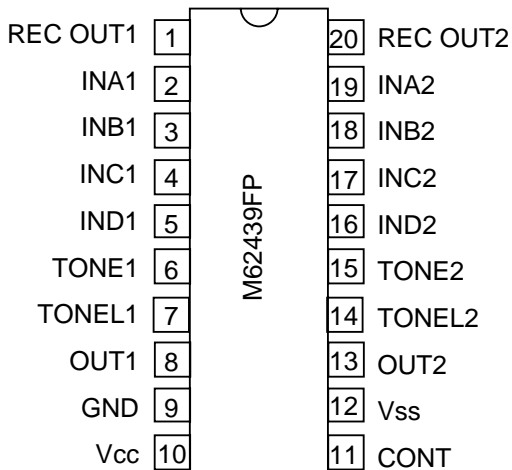 REC OUT1 1 20 REC OUT2
INA1 2 19 INA2
INB1 3 18 INB2
INC1 4 17 INC2
IND1 5 16 IND2
TONE1 6 15 TONE2
TONEL1 7 14 TONEL2
OUT1 8 13 OUT2
GND 9 12 Vss
Vcc 10 11 CONT
M62439FP